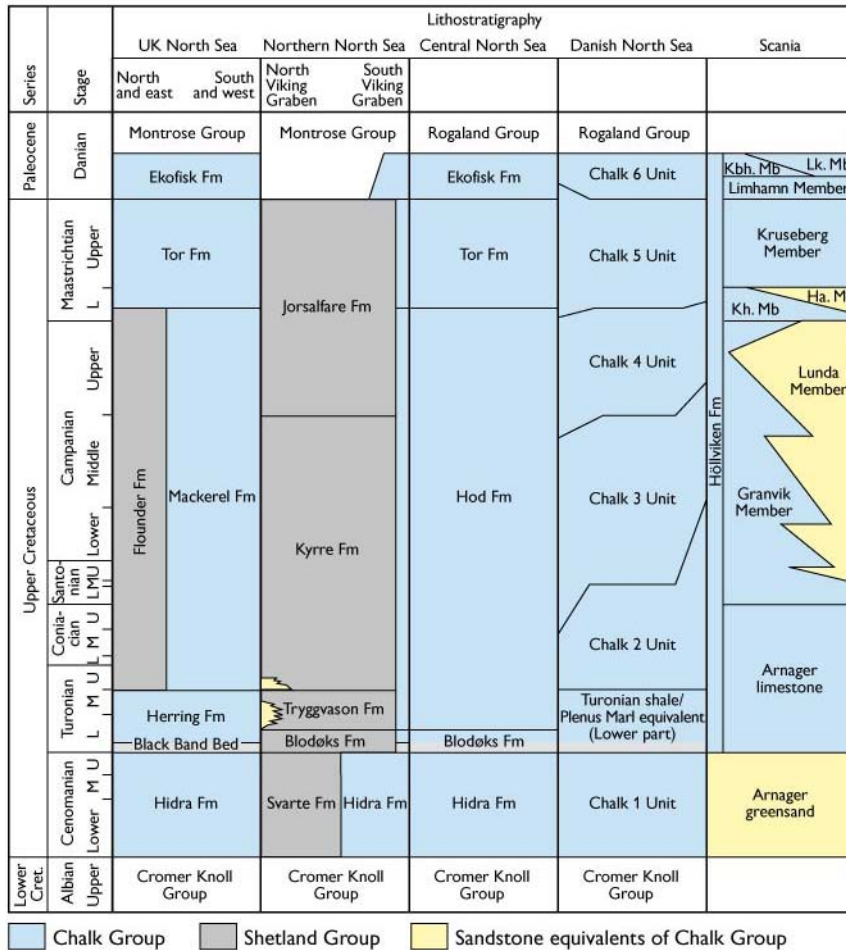 Lithostratigraphy
Series
Stage
UK North Sea
Northern North Sea
Central North Sea
Danish North Sea
Scania
North and east
South and west
North Viking Graben
South Viking Graben
Paleocene
Danian
Montrose Group
Montrose Group
Rogaland Group
Rogaland Group
Ekofisk Fm
Ekofisk Fm
Chalk 6 Unit
Kbh. Mb
Lk. Mb
Limhamn Member
Upper Cretaceous
Maastrichtian
Upper
L
Tor Fm
Jorsalfare Fm
Tor Fm
Chalk 5 Unit
Höllviken Fm
Kruseberg
Member
Ha. M
Kh. Mb
Campanian
Upper
Middle
Lower
Flounder Fm
Mackerel Fm
Kyrre Fm
Hod Fm
Chalk 4 Unit
Chalk 3 Unit
Lunda
Member
Granvik
Member
Santo-
nian
U
M
L
Conia-
cian
U
M
L
Chalk 2 Unit
Arnager
limestone
Turonian
U
M
L
Herring Fm
Black Band Bed
Tryggvason Fm
Blodøks Fm
Blodøks Fm
Turonian shale/
Plenus Marl equivalent
(Lower part)
Cenomanian
U
M
Lower
Hidra Fm
Svarte Fm
Hidra Fm
Hidra Fm
Chalk 1 Unit
Arnager
greensand
Lower
Cret.
Albian
Upper
Cromer Knoll
Group
Cromer Knoll
Group
Cromer Knoll
Group
Cromer Knoll
Group
Chalk Group
Shetland Group
Sandstone equivalents of Chalk Group